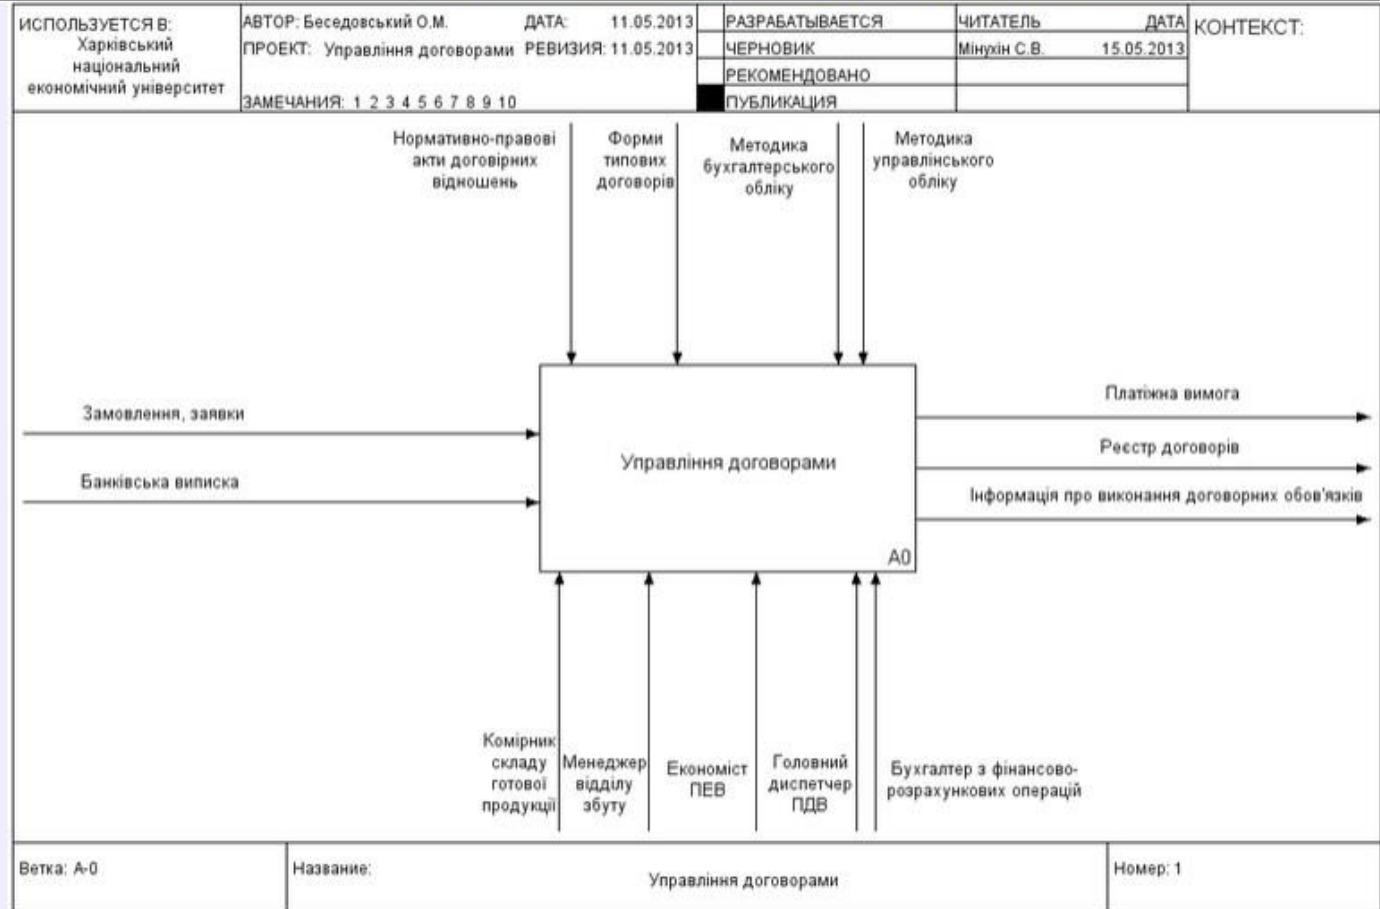 ИСПОЛЬЗУЕТСЯ В:
Харківський
національний
економічний університет
АВТОР: Беседовський О.М.
ДАТА: 11.05.2013
ПРОЕКТ: Управління договорами
РЕВИЗИЯ: 11.05.2013
ЗАМЕЧАНИЯ: 1 2 3 4 5 6 7 8 9 10
РАЗРАБАТЫВАЕТСЯ
ЧЕРНОВИК
РЕКОМЕНДОВАНО
ПУБЛИКАЦИЯ
ЧИТАТЕЛЬ ДАТА
Мінухін С.В. 15.05.2013
КОНТЕКСТ:
Нормативно-правові
акти договірних
відношень
Форми
типових
договорів
Методика
бухгалтерського
обліку
Методика
управлінського
обліку
Замовлення, заявки
Банківська виписка
Управління договорами
A0
Платіжна вимога
Реєстр договорів
Інформація про виконання договорних обов'язків
Комірник
складу
готової
продукції
Менеджер
відділу
збуту
Економіст
ПЕВ
Головний
диспетчер
ПДВ
Бухгалтер з фінансово-
розрахункових операцій
Ветка: A-0
Название:
Управління договорами
Номер: 1